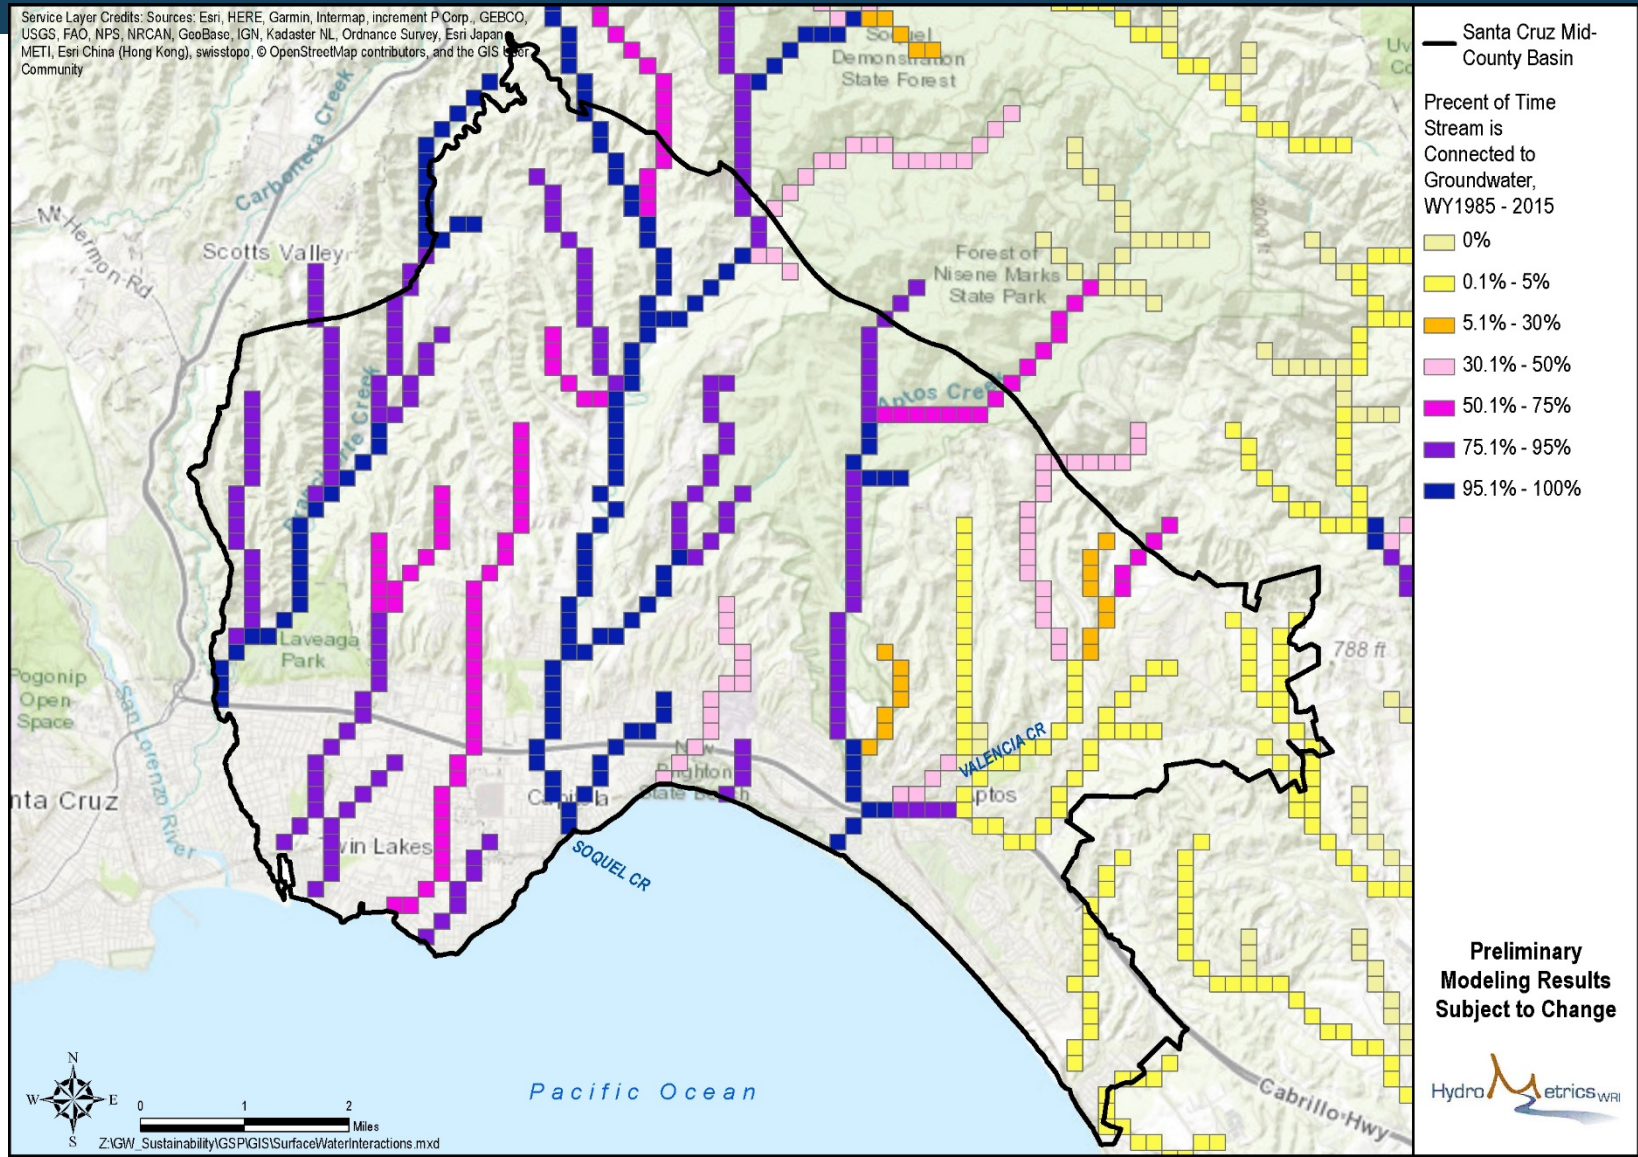 Service Layer Credits: Sources: Esri, HERE, Garmin, Intermap, increment P Corp., GEBCO,
USGS, FAO, NPS, NRCAN, GeoBase, IGN, Kadaster NL, Ordnance Survey, Esri Japan,
METI, Esri China (Hong Kong), swisstopo, © OpenStreetMap contributors, and the GIS User
Community
Soquel
Demonstration
State Forest
Carbonera Creek
Mt Hermon Rd
Scotts Valley
2000 ft
Forest of
Nisene Marks
State Park
Aptos Creek
Creek
Laveaga
Park
788 ft
Pogonip
Open
Space
San Lorenzo River
nta Cruz
VALENCIA CR
New
Brighton
State Beach
Capitola
ptos
win Lakes
SOQUEL CR
Pacific Ocean
Cabrillo Hwy
N
W E
S
0 1 2
Miles
Z:\GW_Sustainability\GSP\GIS\SurfaceWaterInteractions.mxd
Santa Cruz Mid-
County Basin
Precent of Time
Stream is
Connected to
Groundwater,
WY1985 - 2015
0%
0.1% - 5%
5.1% - 30%
30.1% - 50%
50.1% - 75%
75.1% - 95%
95.1% - 100%
Preliminary
Modeling Results
Subject to Change
HydroMetrics WRI